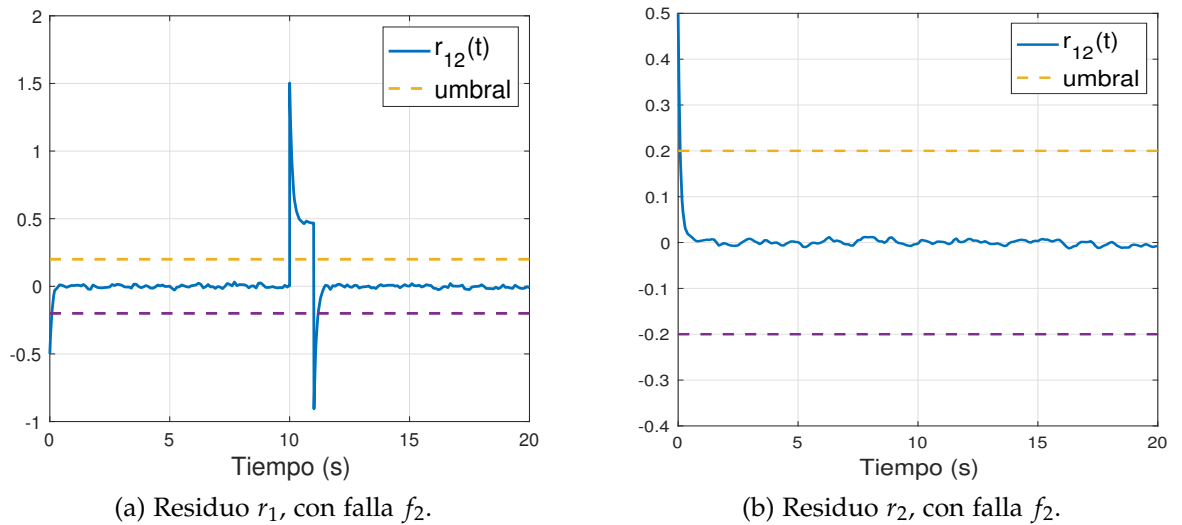 2
1.5
1
0.5
0
-0.5
-1
r12(t)
umbral
0 5 10 15 20
Tiempo (s)
(a) Residuo r1, con falla f2.
0.5
0.4
0.3
0.2
0.1
0
-0.1
-0.2
-0.3
-0.4
r12(t)
umbral
0 5 10 15 20
Tiempo (s)
(b) Residuo r2, con falla f2.